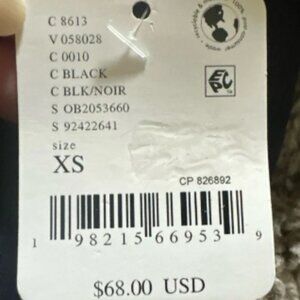 C 8613
V 058028
C 0010
C BLACK
C BLK/NOIR
S OB2053660
S 92422641
size
XS
CP 826892
1 98215 66953 9
$68.00 USD